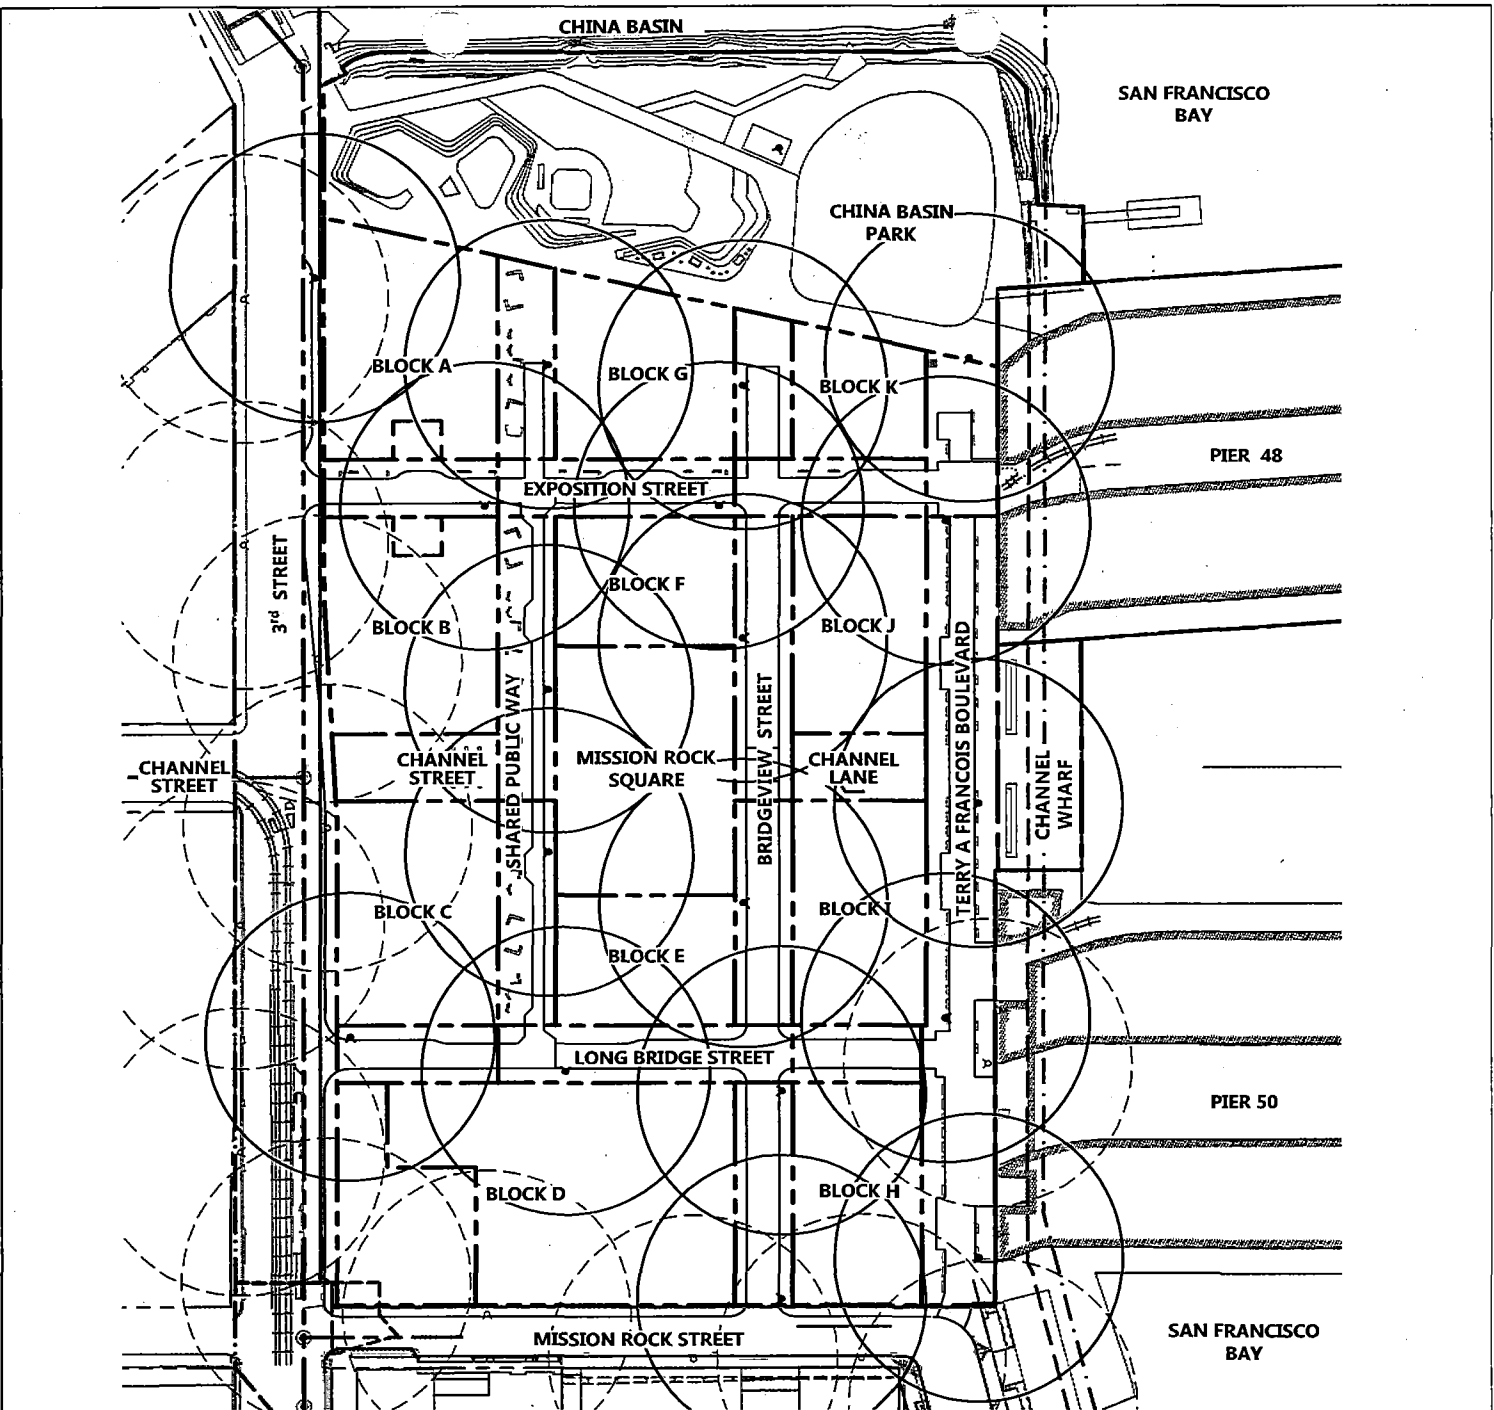 CHINA BASIN
SAN FRANCISCO
BAY
CHINA BASIN
PARK
BLOCK A
BLOCK G
BLOCK K
PIER 48
EXPOSITION STREET
3rd STREET
BLOCK F
BLOCK B
BLOCK J
SHARED PUBLIC WAY
BRIDGEVIEW STREET
TERRY A FRANCOIS BOULEVARD
CHANNEL
STREET
CHANNEL
STREET
MISSION ROCK
SQUARE
CHANNEL
LANE
CHANNEL
WHARF
BLOCK C
BLOCK I
BLOCK E
LONG BRIDGE STREET
PIER 50
BLOCK D
BLOCK H
MISSION ROCK STREET
SAN FRANCISCO
BAY